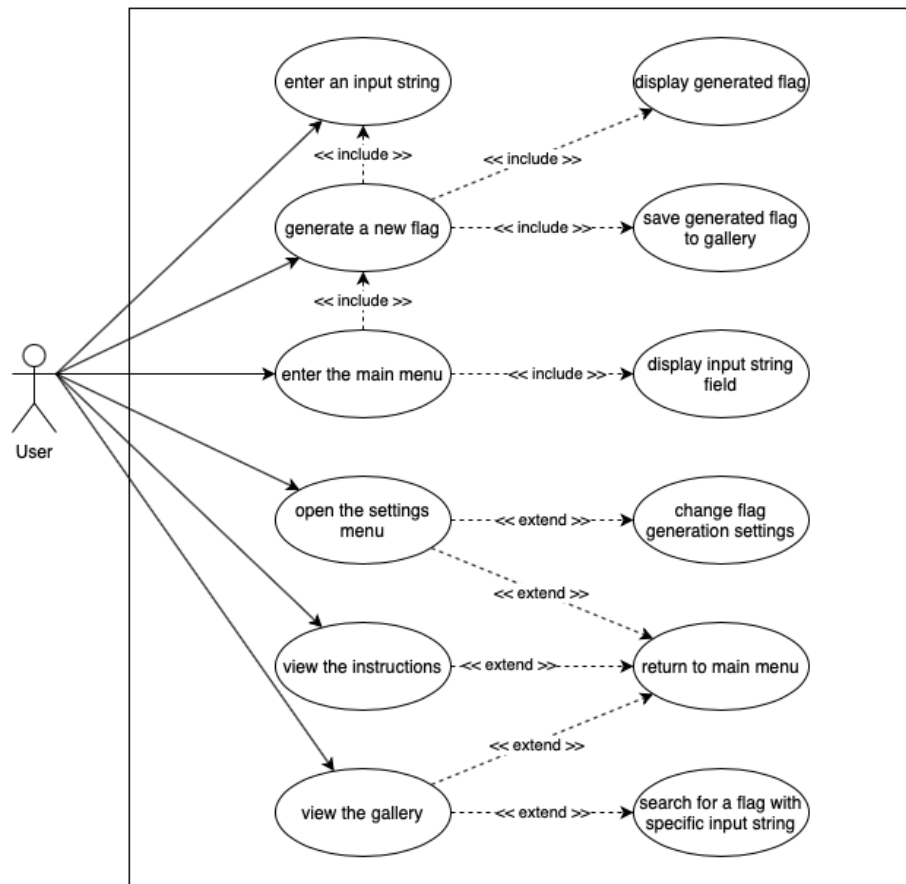 enter an input string
display generated flag
<< include >>
<< include >>
generate a new flag
<< include >>
save generated flag
to gallery
<< include >>
enter the main menu
<< include >>
display input string
field
User
open the settings
menu
<< extend >>
change flag
generation settings
<< extend >>
view the instructions
<< extend >>
return to main menu
<< extend >>
view the gallery
<< extend >>
search for a flag with
specific input string